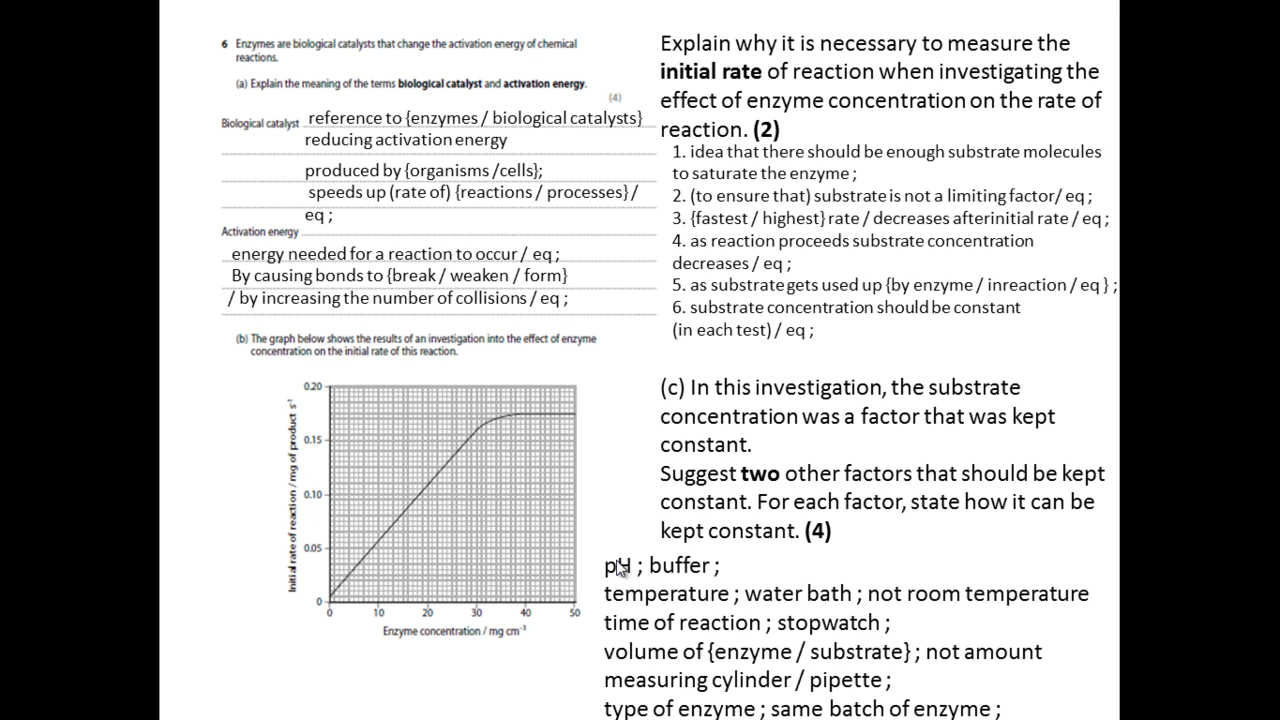 6 Enzymes are biological catalysts that change the activation energy of chemical
reactions.
(a) Explain the meaning of the terms biological catalyst and activation energy.
(4)
Biological catalyst reference to {enzymes / biological catalysts}
reducing activation energy
produced by {organisms /cells};
speeds up (rate of) {reactions / processes} /
eq ;
Activation energy
energy needed for a reaction to occur / eq ;
By causing bonds to {break / weaken / form}
/ by increasing the number of collisions / eq ;
(b) The graph below shows the results of an investigation into the effect of enzyme
concentration on the initial rate of this reaction.
Initial rate of reaction / mg of product s⁻¹
0.20
0.15
0.10
0.05
0
0 10 20 30 40 50
Enzyme concentration / mg cm⁻³
Explain why it is necessary to measure the
initial rate of reaction when investigating the
effect of enzyme concentration on the rate of
reaction. (2)
1. idea that there should be enough substrate molecules
to saturate the enzyme ;
2. (to ensure that) substrate is not a limiting factor/ eq ;
3. {fastest / highest} rate / decreases afterinitial rate / eq ;
4. as reaction proceeds substrate concentration
decreases / eq ;
5. as substrate gets used up {by enzyme / inreaction / eq } ;
6. substrate concentration should be constant
(in each test) / eq ;
(c) In this investigation, the substrate
concentration was a factor that was kept
constant.
Suggest two other factors that should be kept
constant. For each factor, state how it can be
kept constant. (4)
pH ; buffer ;
temperature ; water bath ; not room temperature
time of reaction ; stopwatch ;
volume of {enzyme / substrate} ; not amount
measuring cylinder / pipette ;
type of enzyme ; same batch of enzyme ;